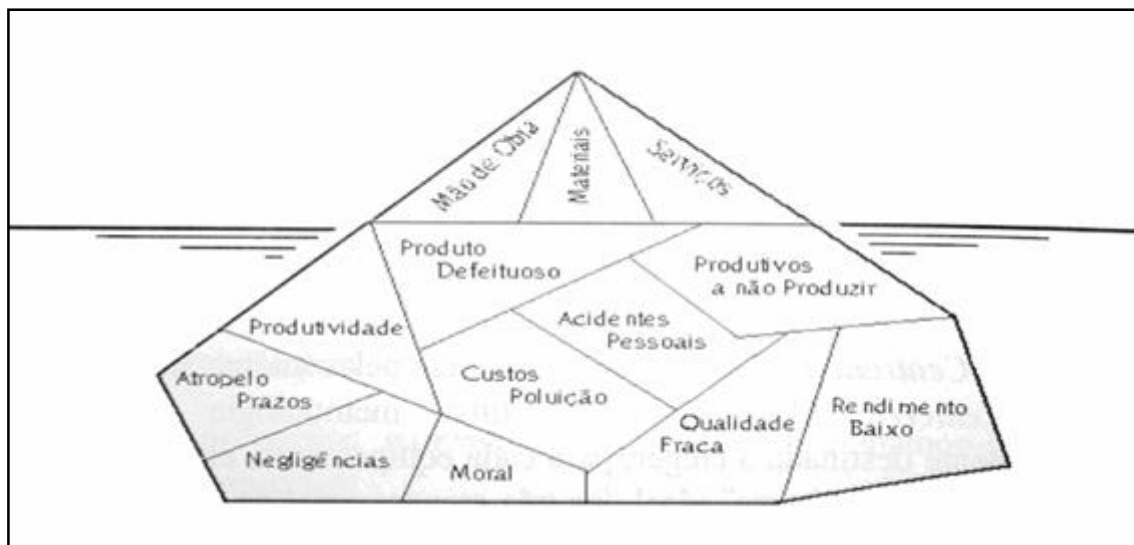 Mão de Obra
Materiais
Serviços
Produto
Defeituoso
Produtivos
a não Produzir
Produtividade
Acidentes
Pessoais
Atropelo
Prazos
Custos
Poluição
Qualidade
Fraca
Rendimento
Baixo
Negligências
Moral